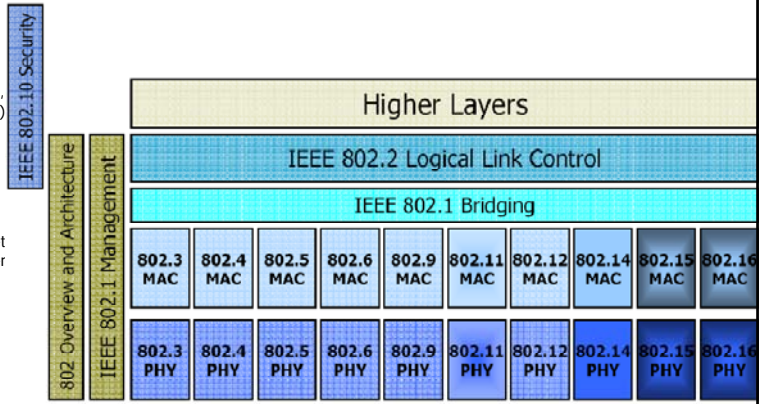 IEEE 802.10 Security
,
)
t
r
802 Overview and Architecture
IEEE 802.1 Management
Higher Layers
IEEE 802.2 Logical Link Control
IEEE 802.1 Bridging
802.3 802.4 802.5 802.6 802.9 802.11 802.12 802.14 802.15 802.16
MAC MAC MAC MAC MAC MAC MAC MAC MAC MAC
802.3 802.4 802.5 802.6 802.9 802.11 802.12 802.14 802.15 802.16
PHY PHY PHY PHY PHY PHY PHY PHY PHY PHY